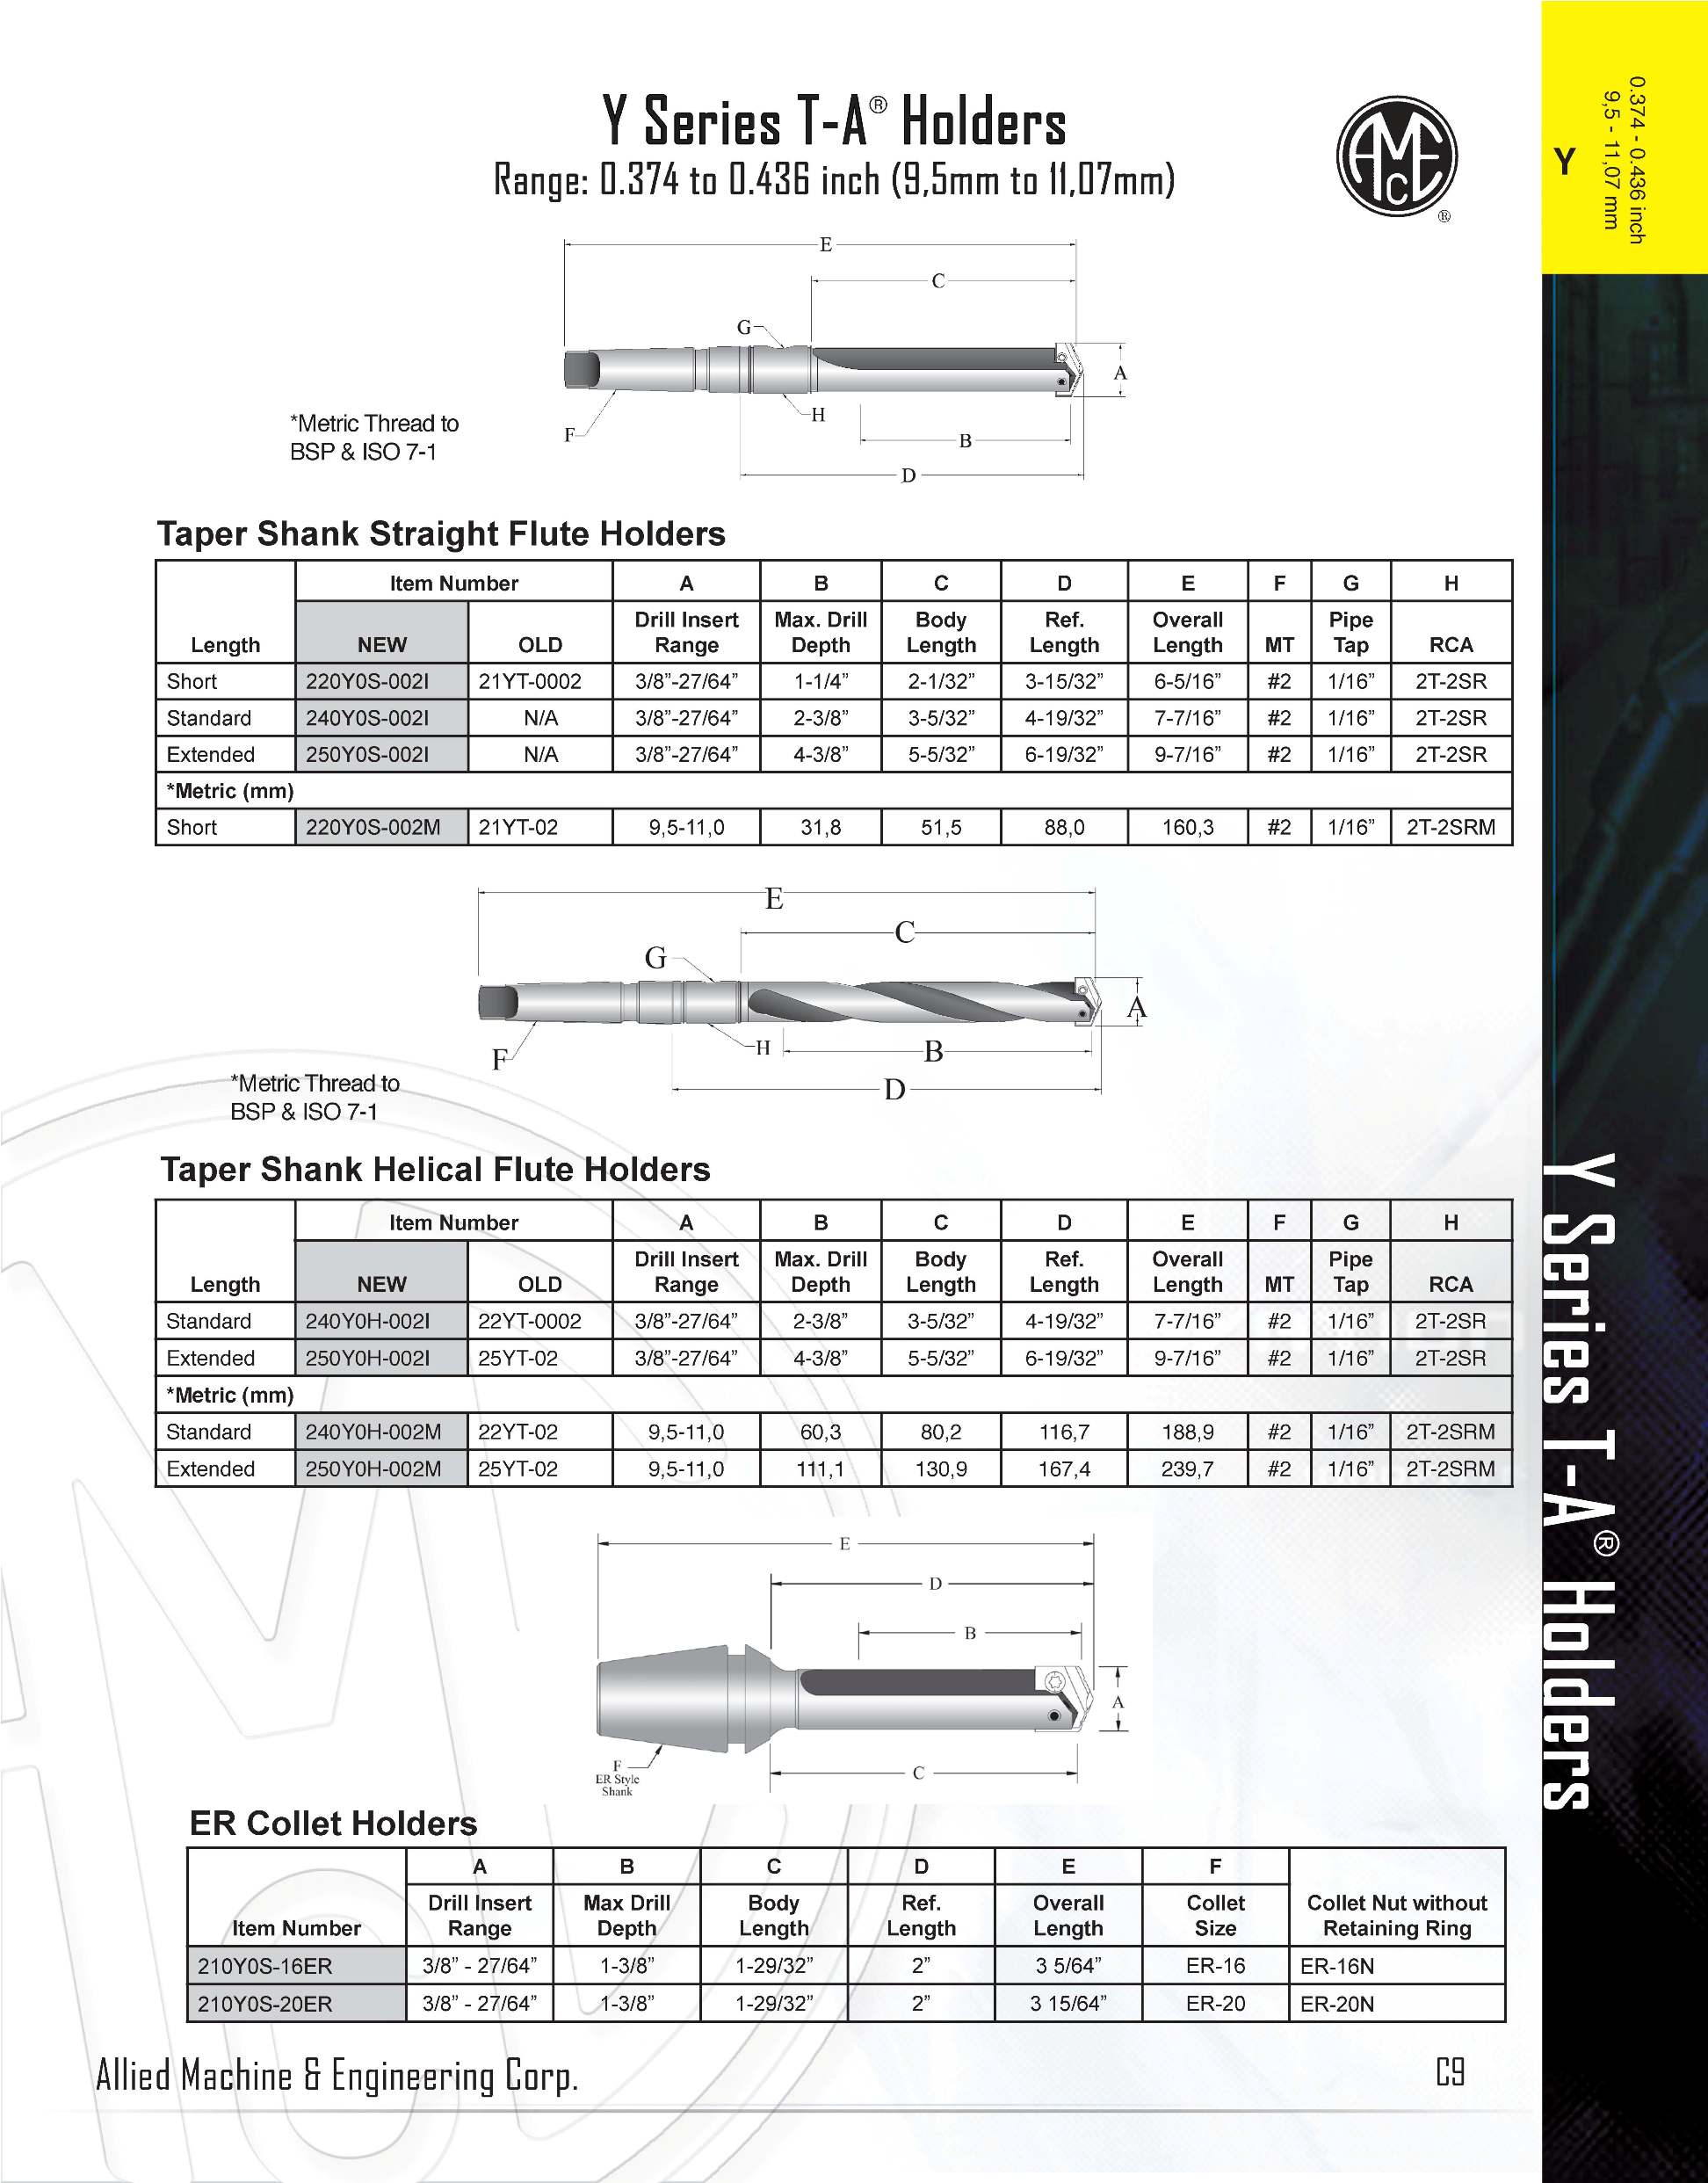 Y Series T-A® Holders
Range: 0.374 to 0.436 inch (9,5mm to 11,07mm)
AMEC ®
Y
0.374 - 0.436 inch
9,5 - 11,07 mm
E
C
G
A
H
F
B
D
*Metric Thread to
BSP & ISO 7-1
Taper Shank Straight Flute Holders
Item Number A B C D E F G H
Drill Insert Max. Drill Body Ref. Overall Pipe
Length NEW OLD Range Depth Length Length Length MT Tap RCA
Short 220Y0S-002I 21YT-0002 3/8”-27/64” 1-1/4” 2-1/32” 3-15/32” 6-5/16” #2 1/16” 2T-2SR
Standard 240Y0S-002I N/A 3/8”-27/64” 2-3/8” 3-5/32” 4-19/32” 7-7/16” #2 1/16” 2T-2SR
Extended 250Y0S-002I N/A 3/8”-27/64” 4-3/8” 5-5/32” 6-19/32” 9-7/16” #2 1/16” 2T-2SR
*Metric (mm)
Short 220Y0S-002M 21YT-02 9,5-11,0 31,8 51,5 88,0 160,3 #2 1/16” 2T-2SRM
E
C
G
A
H
B
F
D
*Metric Thread to
BSP & ISO 7-1
Taper Shank Helical Flute Holders
Item Number A B C D E F G H
Drill Insert Max. Drill Body Ref. Overall Pipe
Length NEW OLD Range Depth Length Length Length MT Tap RCA
Standard 240Y0H-002I 22YT-0002 3/8”-27/64” 2-3/8” 3-5/32” 4-19/32” 7-7/16” #2 1/16” 2T-2SR
Extended 250Y0H-002I 25YT-02 3/8”-27/64” 4-3/8” 5-5/32” 6-19/32” 9-7/16” #2 1/16” 2T-2SR
*Metric (mm)
Standard 240Y0H-002M 22YT-02 9,5-11,0 60,3 80,2 116,7 188,9 #2 1/16” 2T-2SRM
Extended 250Y0H-002M 25YT-02 9,5-11,0 111,1 130,9 167,4 239,7 #2 1/16” 2T-2SRM
E
D
B
A
F
ER Style
Shank
C
ER Collet Holders
A B C D E F
Drill Insert Max Drill Body Ref. Overall Collet Collet Nut without
Item Number Range Depth Length Length Length Size Retaining Ring
210Y0S-16ER 3/8” - 27/64” 1-3/8” 1-29/32” 2” 3 5/64” ER-16 ER-16N
210Y0S-20ER 3/8” - 27/64” 1-3/8” 1-29/32” 2” 3 15/64” ER-20 ER-20N
Y Series T-A® Holders
Allied Machine & Engineering Corp.
C9